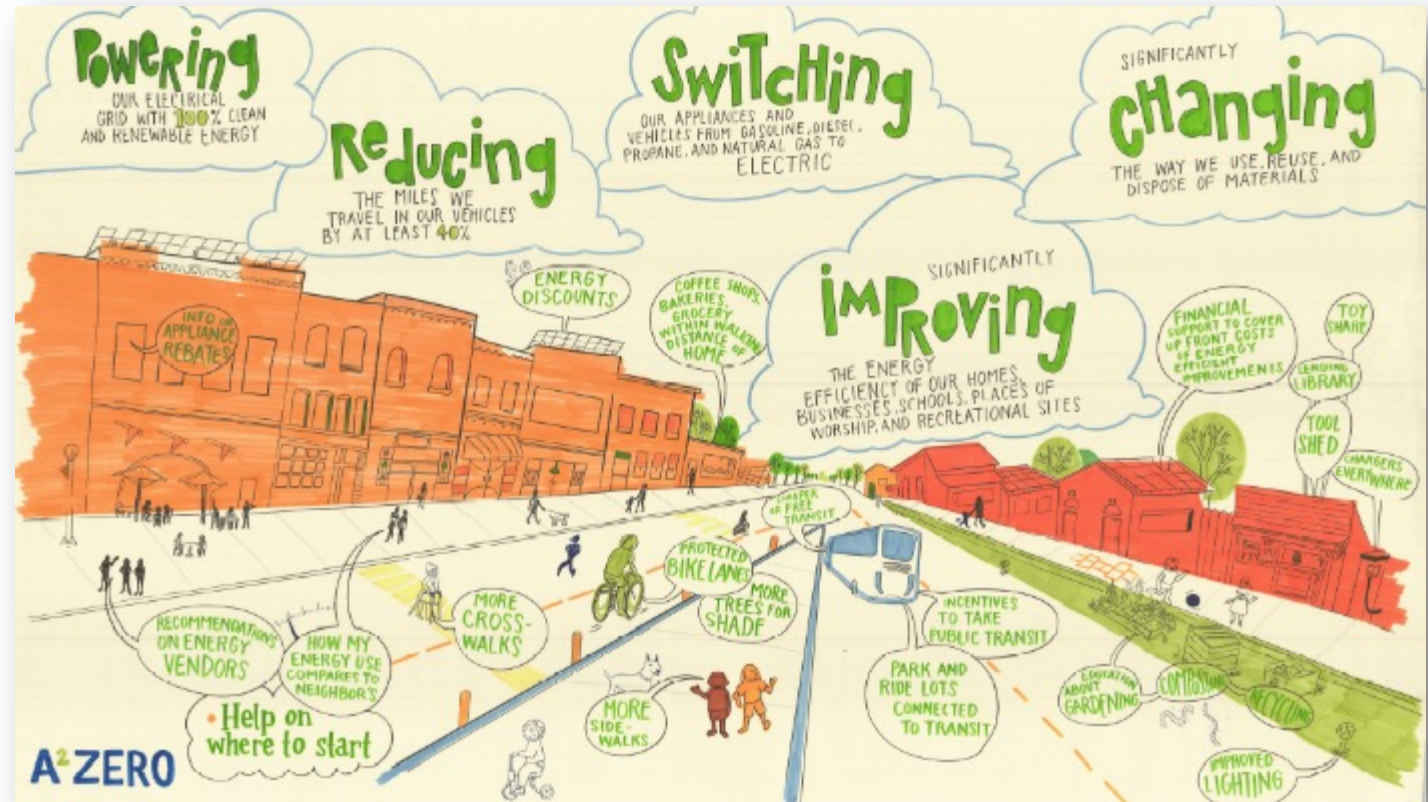 Powering
OUR ELECTRICAL
GRID WITH 100% CLEAN
AND RENEWABLE ENERGY
Reducing
THE MILES WE
TRAVEL IN OUR VEHICLES
BY AT LEAST 40%
SWiTcHing
OUR APPLIANCES AND
VEHICLES FROM GASOLINE, DIESEL,
PROPANE, AND NATURAL GAS TO
ELECTRIC
SIGNIFICANTLY
cHanging
THE WAY WE USE, REUSE, AND
DISPOSE OF MATERIALS
SIGNIFICANTLY
imPRoving
THE ENERGY
EFFICIENCY OF OUR HOMES,
BUSINESSES, SCHOOLS, PLACES OF
WORSHIP, AND RECREATIONAL SITES
INFO ON
APPLIANCE
REBATES
ENERGY
DISCOUNTS
COFFEE SHOPS,
BAKERIES,
GROCERY
WITHIN WALKING
DISTANCE OF
HOME
FINANCIAL
SUPPORT TO COVER
UP FRONT COSTS
OF ENERGY
EFFICIENT
IMPROVEMENTS
TOY
SHARE
LENDING
LIBRARY
TOOL
SHED
CHARGERS
EVERYWHERE
CHEAPER
OR FREE
TRANSIT
PROTECTED
BIKE LANES
MORE
TREES FOR
SHADE
MORE
CROSS-
WALKS
RECOMMENDATIONS
ON ENERGY
VENDORS
HOW MY
ENERGY USE
COMPARES TO
NEIGHBOR'S
• Help on
where to start
MORE
SIDE-
WALKS
INCENTIVES
TO TAKE
PUBLIC TRANSIT
PARK AND
RIDE LOTS
CONNECTED
TO TRANSIT
EDUCATION
ABOUT
GARDENING
COMPOSTING
RECYCLING
IMPROVED
LIGHTING
A² ZERO